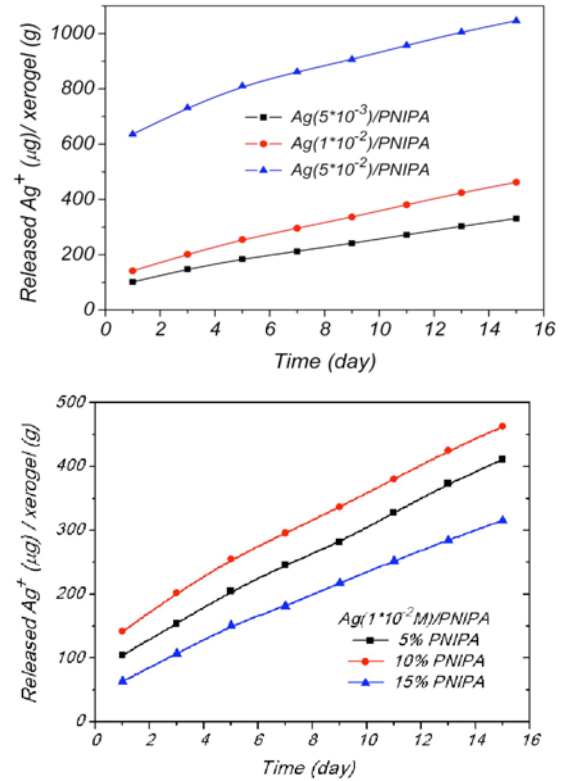 Released Ag⁺ (μg)/ xerogel (g)
1000
800
600
400
200
0
Ag(5*10⁻³)/PNIPA
Ag(1*10⁻²)/PNIPA
Ag(5*10⁻²)/PNIPA
0 2 4 6 8 10 12 14 16
Time (day)
Released Ag⁺ (μg) / xerogel (g)
500
400
300
200
100
0
Ag(1*10⁻²M)/PNIPA
5% PNIPA
10% PNIPA
15% PNIPA
0 2 4 6 8 10 12 14 16
Time (day)